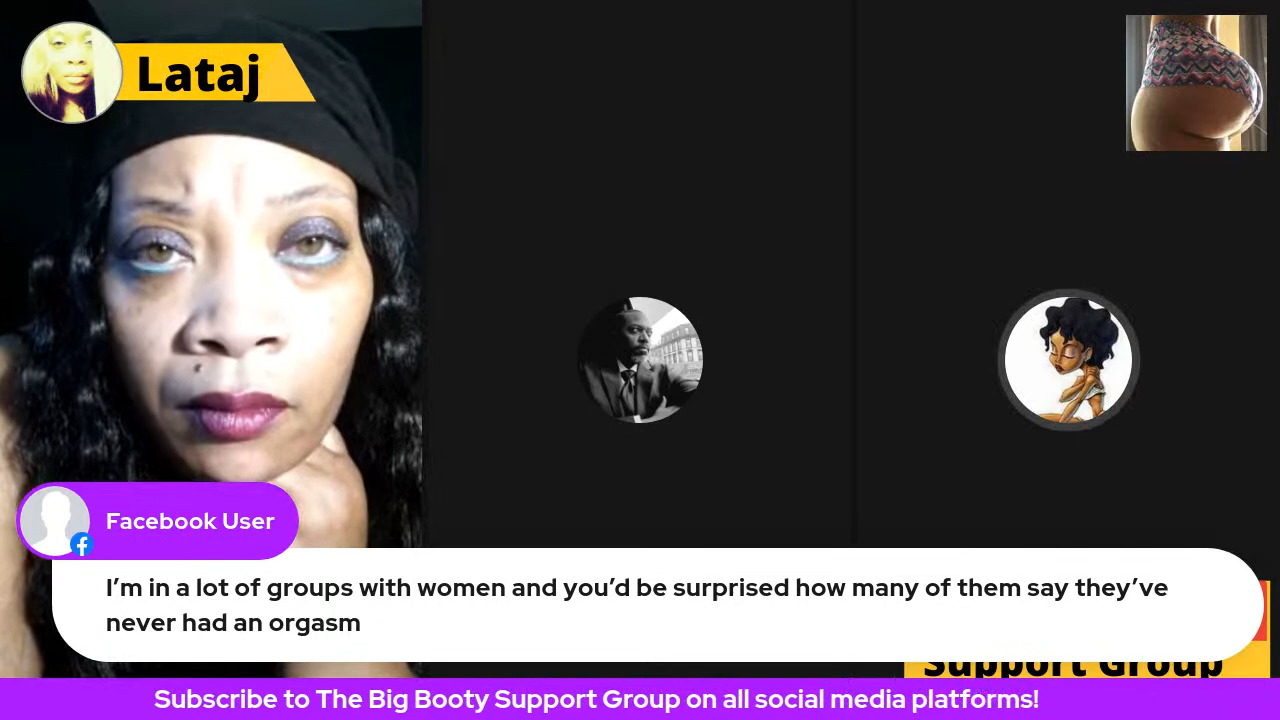 Lataj
Facebook User
I’m in a lot of groups with women and you’d be surprised how many of them say they’ve
never had an orgasm
Support Group
Subscribe to The Big Booty Support Group on all social media platforms!